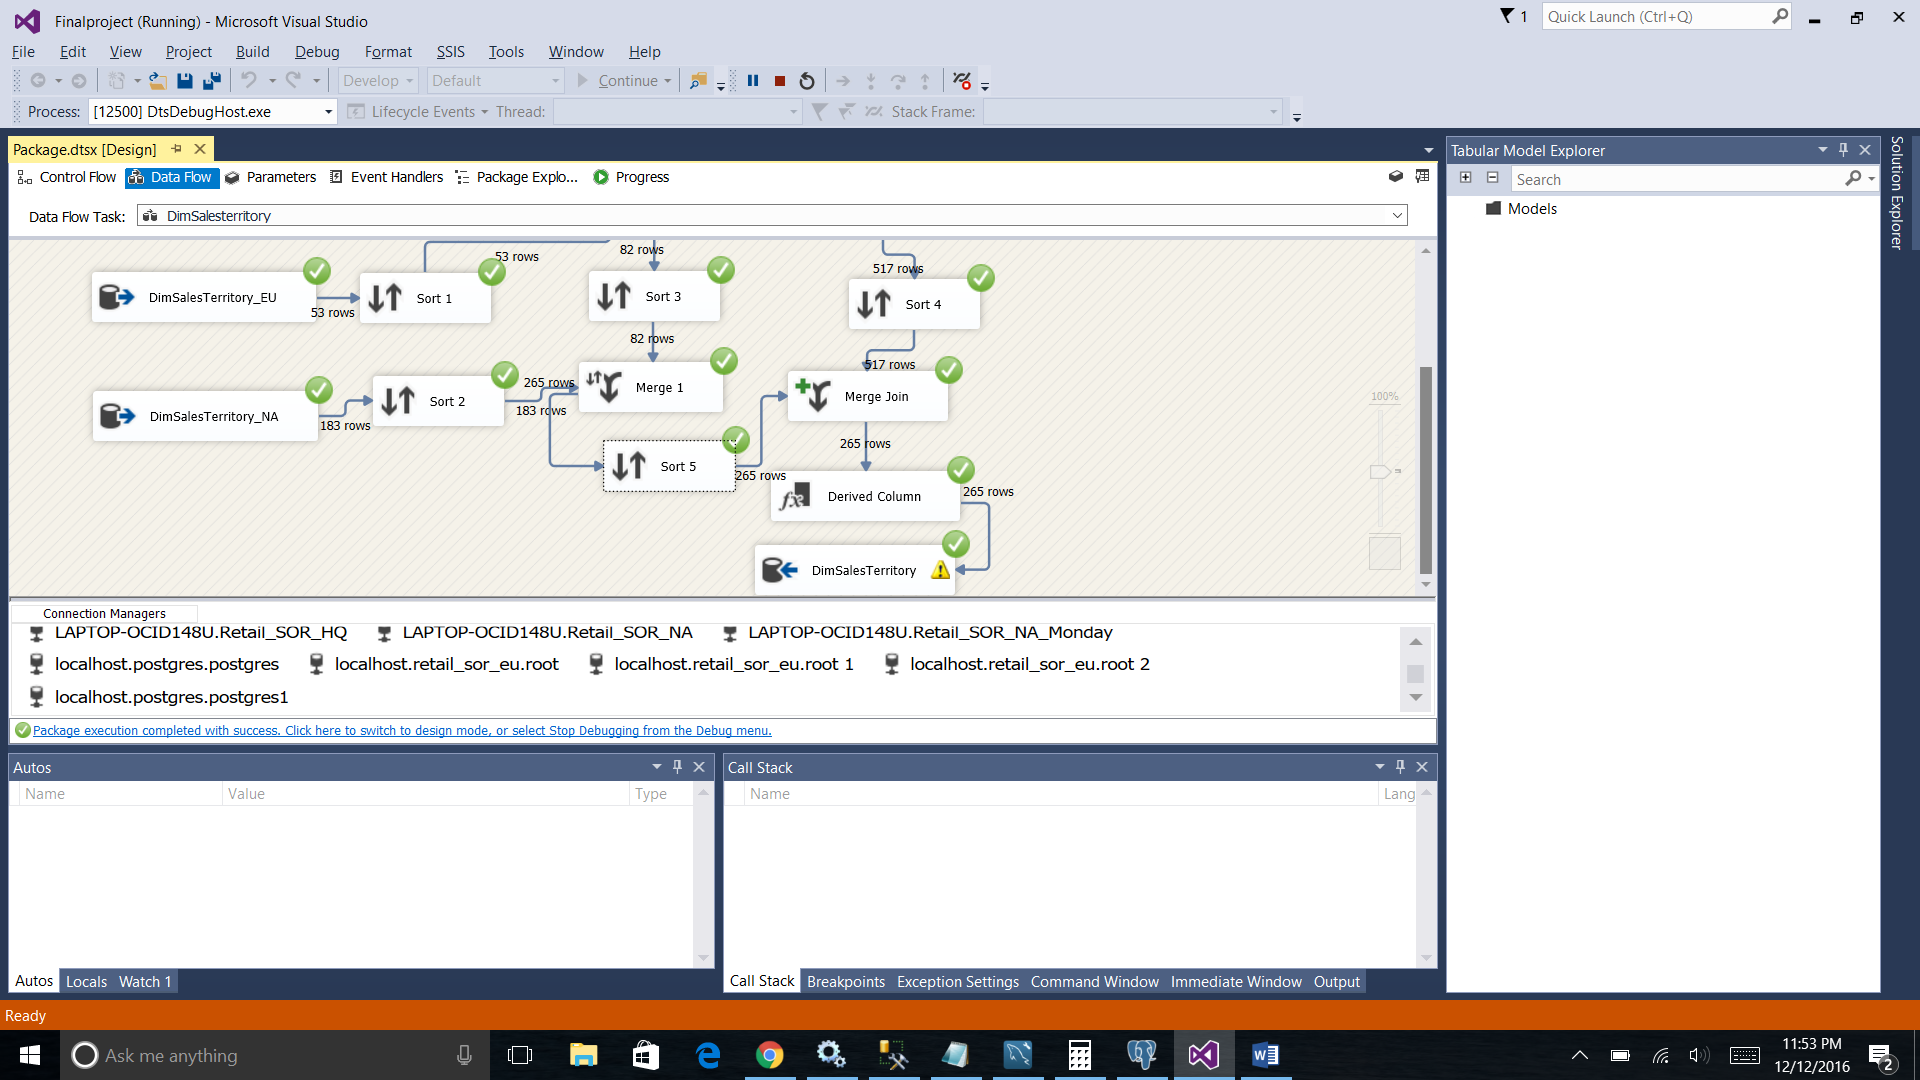 Finalproject (Running) - Microsoft Visual Studio
1
Quick Launch (Ctrl+Q)
File Edit View Project Build Debug Format SSIS Tools Window Help
Develop Default Continue
Process: [12500] DtsDebugHost.exe Lifecycle Events Thread: Stack Frame:
Package.dtsx [Design]
Control Flow Data Flow Parameters Event Handlers Package Explo... Progress
Data Flow Task: DimSalesterritory
53 rows
82 rows
517 rows
DimSalesTerritory_EU
53 rows
Sort 1
Sort 3
Sort 4
82 rows
517 rows
DimSalesTerritory_NA
183 rows
Sort 2
265 rows
183 rows
Merge 1
Merge Join
100%
265 rows
Sort 5
265 rows
Derived Column
265 rows
DimSalesTerritory
Connection Managers
LAPTOP-OCID148U.Retail_SOR_HQ LAPTOP-OCID148U.Retail_SOR_NA LAPTOP-OCID148U.Retail_SOR_NA_Monday
localhost.postgres.postgres localhost.retail_sor_eu.root localhost.retail_sor_eu.root 1 localhost.retail_sor_eu.root 2
localhost.postgres.postgres1
Package execution completed with success. Click here to switch to design mode, or select Stop Debugging from the Debug menu.
Autos
Name Value Type
Autos Locals Watch 1
Call Stack
Name Lang
Call Stack Breakpoints Exception Settings Command Window Immediate Window Output
Tabular Model Explorer
Search
Models
Solution Explorer
Ready
Ask me anything
11:53 PM
12/12/2016
2